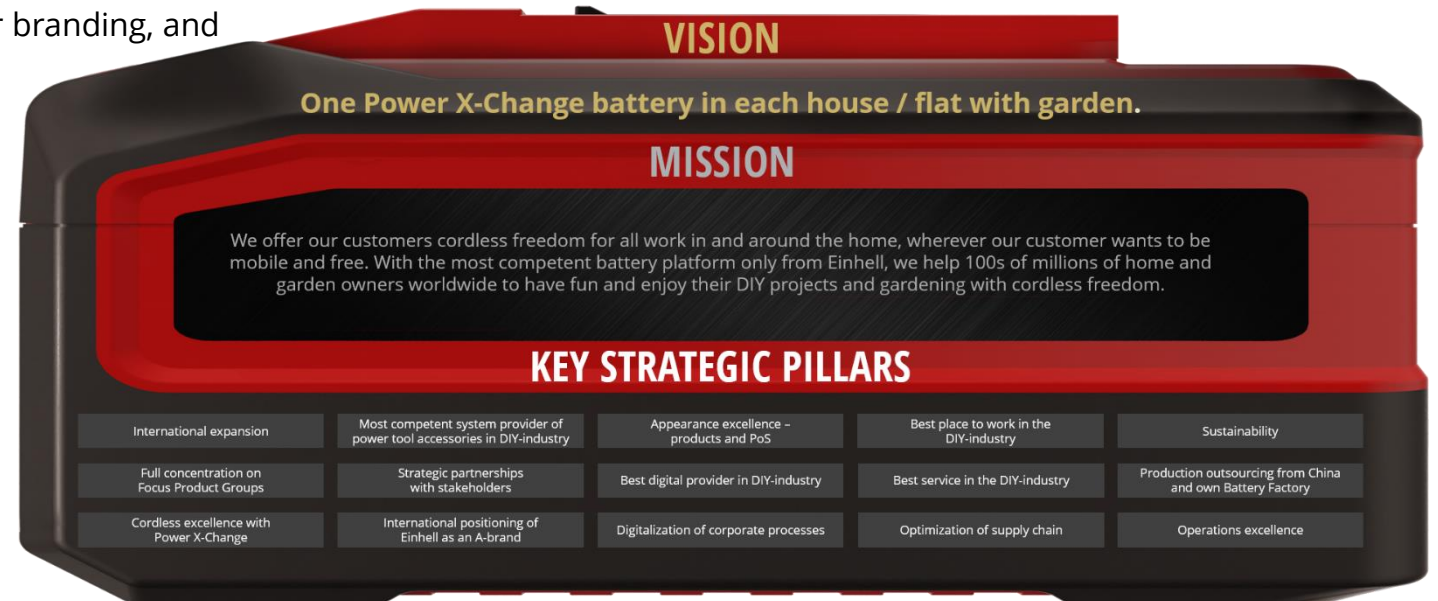 r branding, and
VISION
One Power X-Change battery in each house / flat with garden.
MISSION
We offer our customers cordless freedom for all work in and around the home, wherever our customer wants to be
mobile and free. With the most competent battery platform only from Einhell, we help 100s of millions of home and
garden owners worldwide to have fun and enjoy their DIY projects and gardening with cordless freedom.
KEY STRATEGIC PILLARS
International expansion
Most competent system provider of
power tool accessories in DIY-industry
Appearance excellence –
products and PoS
Best place to work in the
DIY-industry
Sustainability
Full concentration on
Focus Product Groups
Strategic partnerships
with stakeholders
Best digital provider in DIY-industry
Best service in the DIY-industry
Production outsourcing from China
and own Battery Factory
Cordless excellence with
Power X-Change
International positioning of
Einhell as an A-brand
Digitalization of corporate processes
Optimization of supply chain
Operations excellence